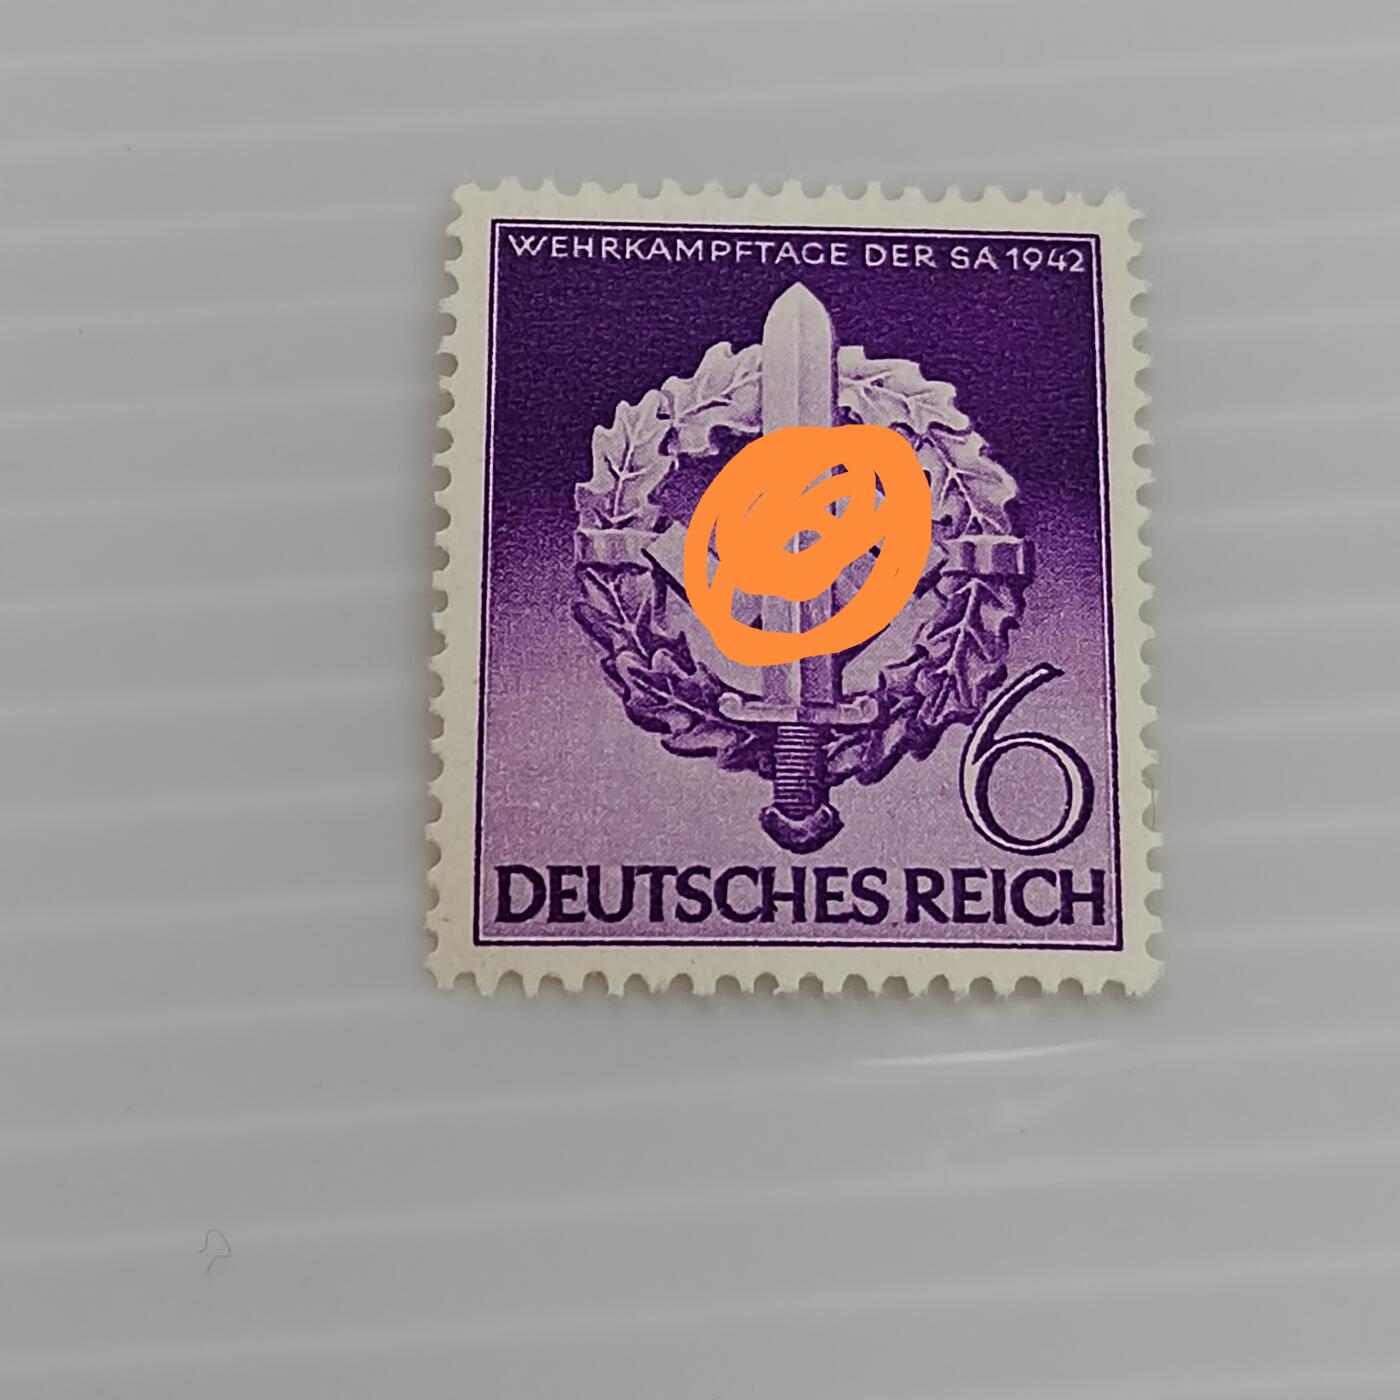 WEHRKAMPFTAGE DER SA 1942
6
DEUTSCHES REICH